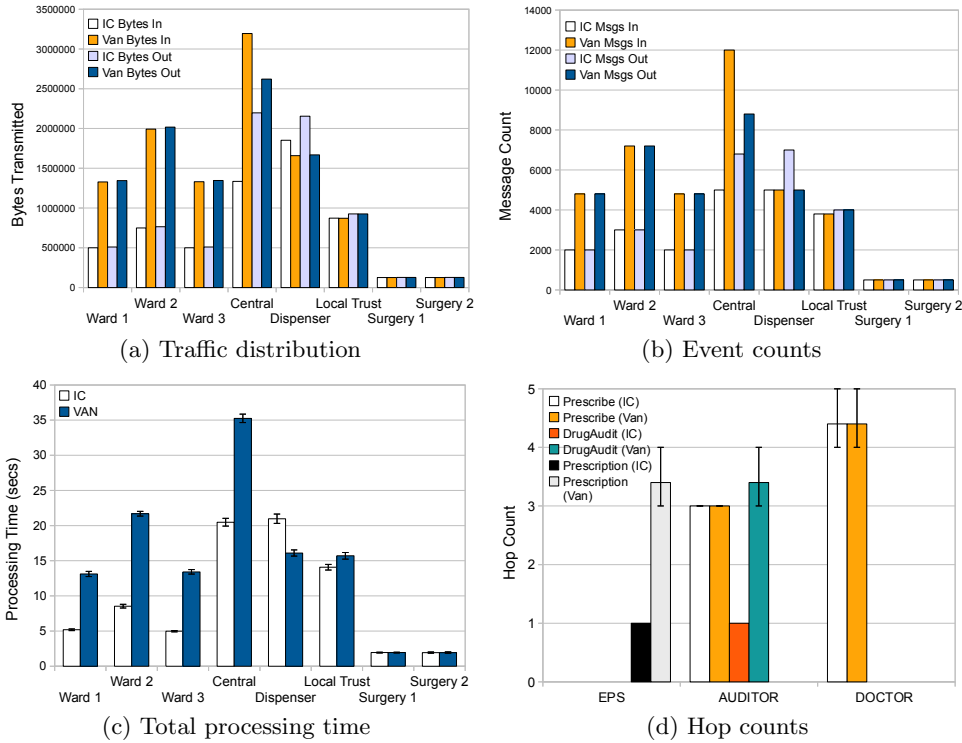 3500000
3000000
2500000
2000000
1500000
1000000
500000
0
Bytes Transmitted
IC Bytes In
Van Bytes In
IC Bytes Out
Van Bytes Out
Ward 2 Central Local Trust Surgery 2
Ward 1 Ward 3 Dispenser Surgery 1
(a) Traffic distribution
14000
12000
10000
8000
6000
4000
2000
0
Message Count
IC Msgs In
Van Msgs In
IC Msgs Out
Van Msgs Out
Ward 2 Central Local Trust Surgery 2
Ward 1 Ward 3 Dispenser Surgery 1
(b) Event counts
40
35
30
25
20
15
10
5
0
Processing Time (secs)
IC
VAN
Ward 2 Central Local Trust Surgery 2
Ward 1 Ward 3 Dispenser Surgery 1
(c) Total processing time
5
4
3
2
1
0
Hop Count
Prescribe (IC)
Prescribe (Van)
DrugAudit (IC)
DrugAudit (Van)
Prescription (IC)
Prescription
(Van)
EPS AUDITOR DOCTOR
(d) Hop counts